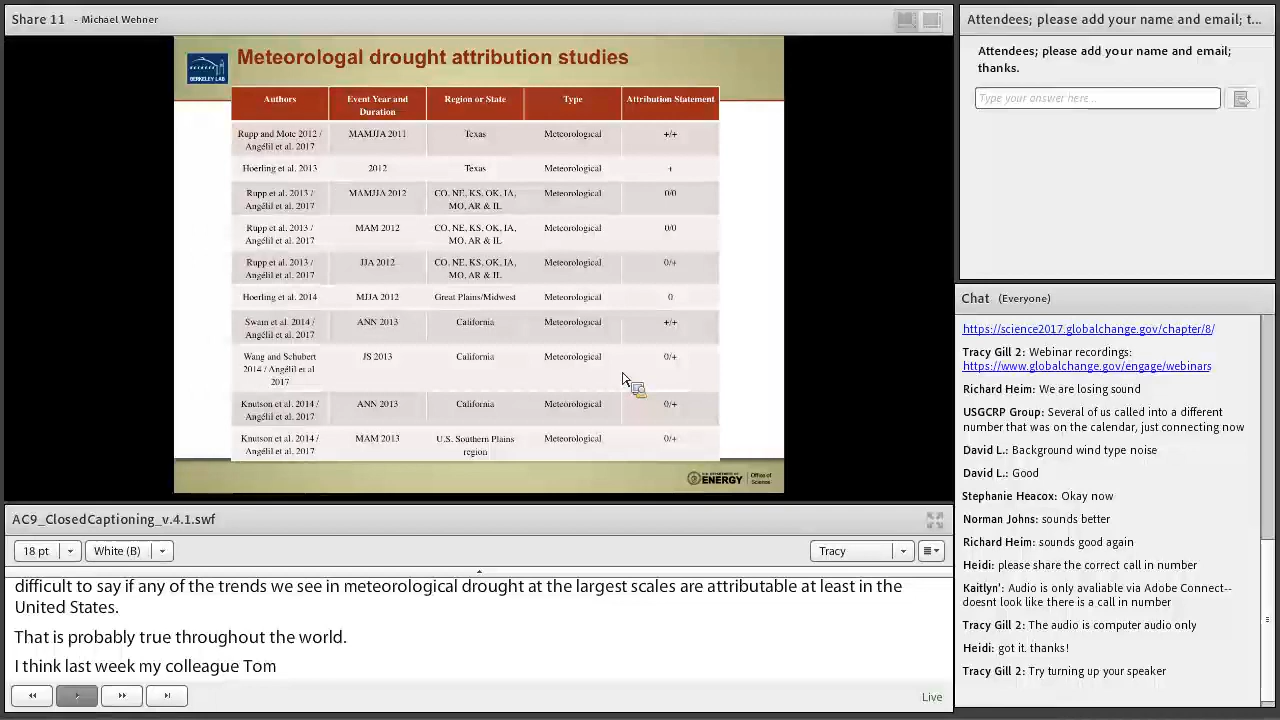 Share 11 - Michael Wehner
Meteorologal drought attribution studies
BERKELEY LAB
Authors
Event Year and
Duration
Region or State
Type
Attribution Statement
Rupp and Mote 2012 /
Angélil et al. 2017
MAMJJA 2011
Texas
Meteorological
+/+
Hoerling et al. 2013
2012
Texas
Meteorological
+
Rupp et al. 2013 /
Angélil et al. 2017
MAMJJA 2012
CO, NE, KS, OK, IA,
MO, AR & IL
Meteorological
0/0
Rupp et al. 2013 /
Angélil et al. 2017
MAM 2012
CO, NE, KS, OK, IA,
MO, AR & IL
Meteorological
0/0
Rupp et al. 2013 /
Angélil et al. 2017
JJA 2012
CO, NE, KS, OK, IA,
MO, AR & IL
Meteorological
0/+
Hoerling et al. 2014
MJJA 2012
Great Plains/Midwest
Meteorological
0
Swain et al. 2014 /
Angélil et al. 2017
ANN 2013
California
Meteorological
+/+
Wang and Schubert
2014 / Angélil et al
2017
JS 2013
California
Meteorological
0/+
Knutson et al. 2014 /
Angélil et al. 2017
ANN 2013
California
Meteorological
0/+
Knutson et al. 2014 /
Angélil et al. 2017
MAM 2013
U.S. Southern Plains
region
Meteorological
0/+
U.S. DEPARTMENT OF
ENERGY
Office of
Science
AC9_ClosedCaptioning_v.4.1.swf
18 pt
White (B)
Tracy
difficult to say if any of the trends we see in meteorological drought at the largest scales are attributable at least in the
United States.
That is probably true throughout the world.
I think last week my colleague Tom
Live
Attendees; please add your name and email; t...
Attendees; please add your name and email;
thanks.
Type your answer here...
Chat (Everyone)
https://science2017.globalchange.gov/chapter/8/
Tracy Gill 2: Webinar recordings:
https://www.globalchange.gov/engage/webinars
Richard Heim: We are losing sound
USGCRP Group: Several of us called into a different
number that was on the calendar, just connecting now
David L.: Background wind type noise
David L.: Good
Stephanie Heacox: Okay now
Norman Johns: sounds better
Richard Heim: sounds good again
Heidi: please share the correct call in number
Kaitlyn': Audio is only avaliable via Adobe Connect--
doesnt look like there is a call in number
Tracy Gill 2: The audio is computer audio only
Heidi: got it. thanks!
Tracy Gill 2: Try turning up your speaker